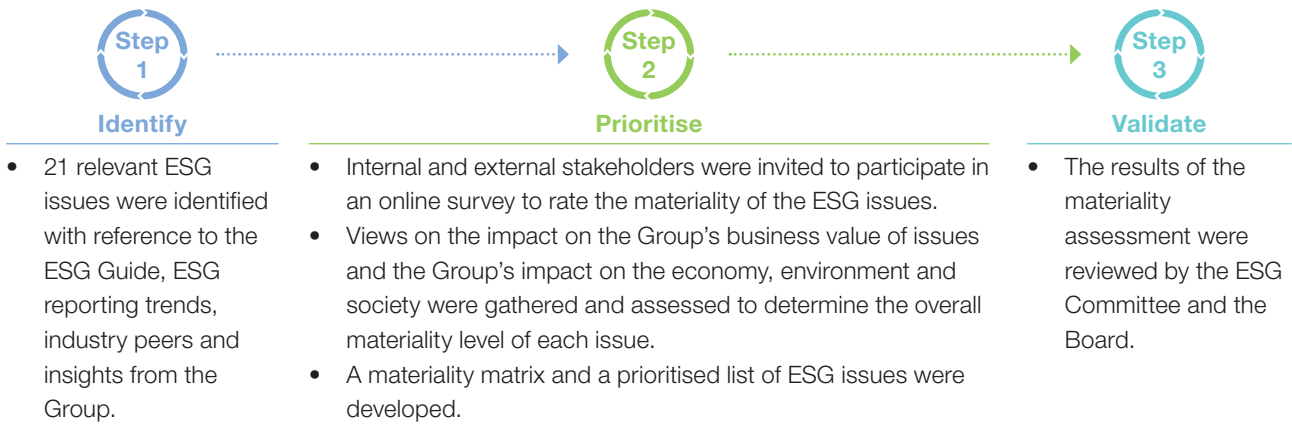 Step
1
Identify
• 21 relevant ESG
issues were identified
with reference to the
ESG Guide, ESG
reporting trends,
industry peers and
insights from the
Group.
Step
2
Prioritise
• Internal and external stakeholders were invited to participate in
an online survey to rate the materiality of the ESG issues.
• Views on the impact on the Group's business value of issues
and the Group's impact on the economy, environment and
society were gathered and assessed to determine the overall
materiality level of each issue.
• A materiality matrix and a prioritised list of ESG issues were
developed.
Step
3
Validate
• The results of the
materiality
assessment were
reviewed by the ESG
Committee and the
Board.